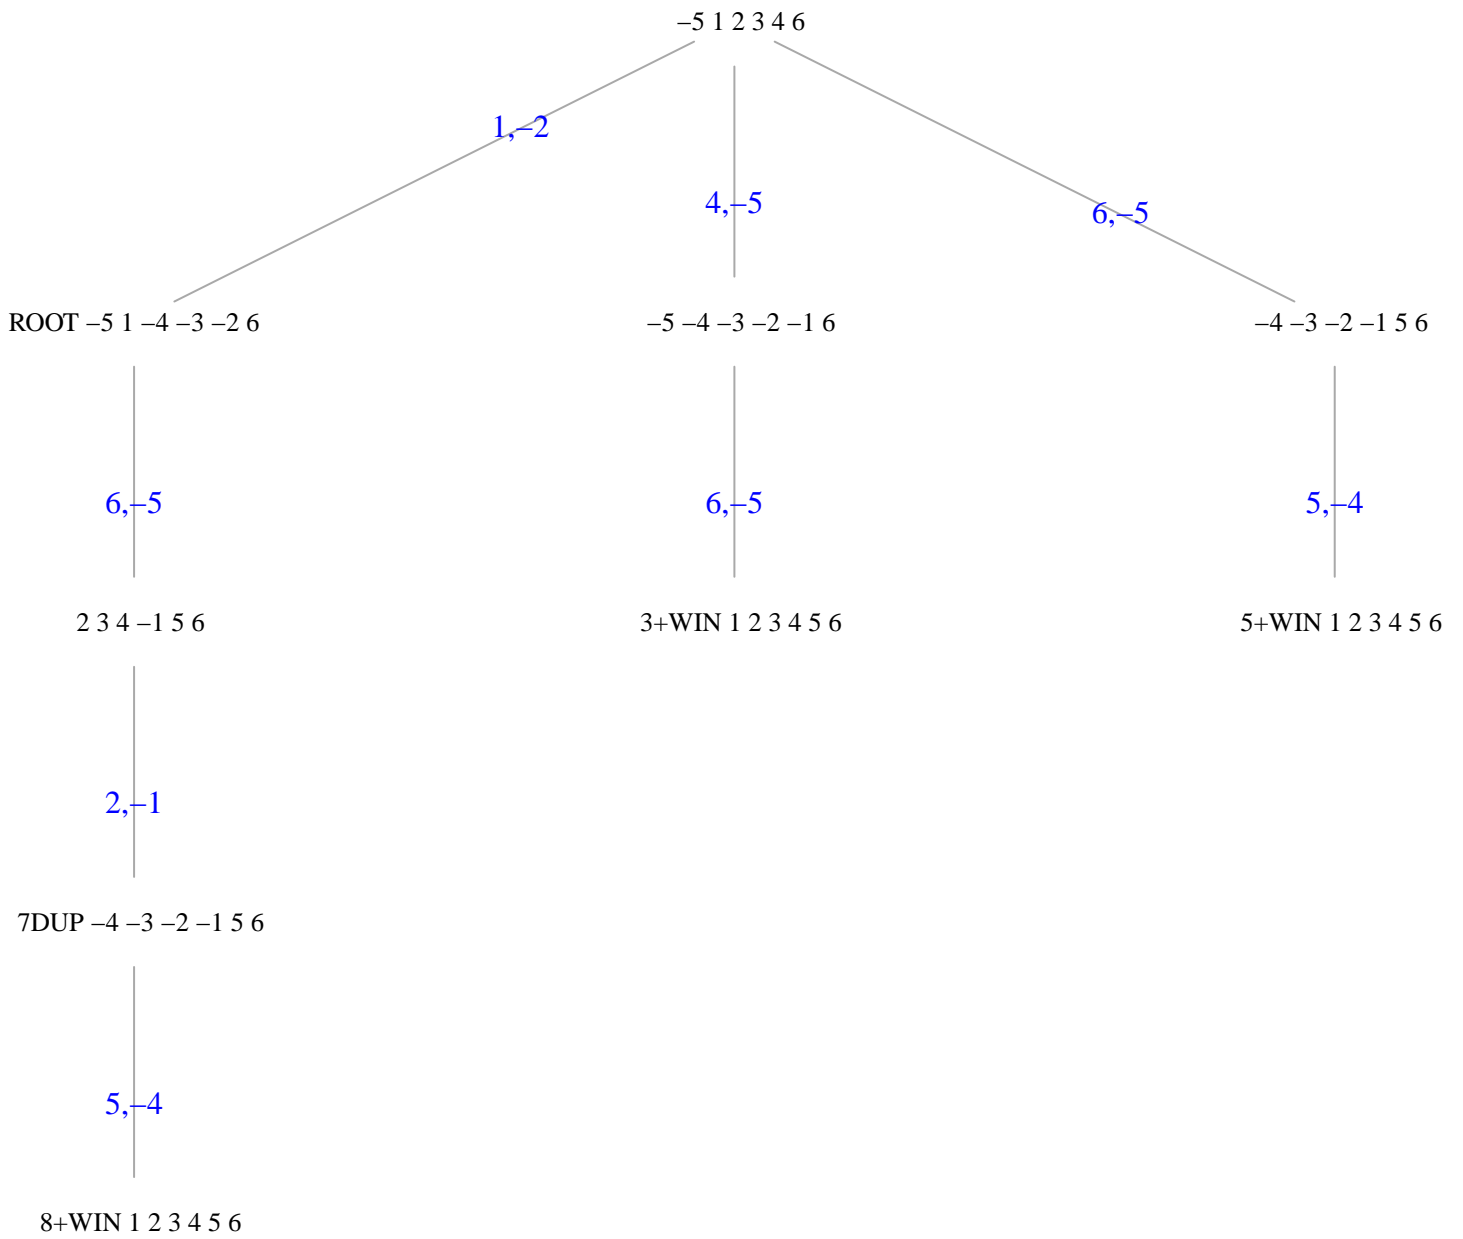 –5 1 2 3 4 6
1,–2
4,–5
6,–5
ROOT –5 1 –4 –3 –2 6
–5 –4 –3 –2 –1 6
–4 –3 –2 –1 5 6
6,–5
6,–5
5,–4
2 3 4 –1 5 6
3+WIN 1 2 3 4 5 6
5+WIN 1 2 3 4 5 6
2,–1
7DUP –4 –3 –2 –1 5 6
5,–4
8+WIN 1 2 3 4 5 6